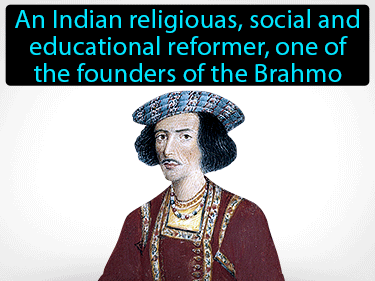 An Indian religiouas, social and
educational reformer, one of
the founders of the Brahmo